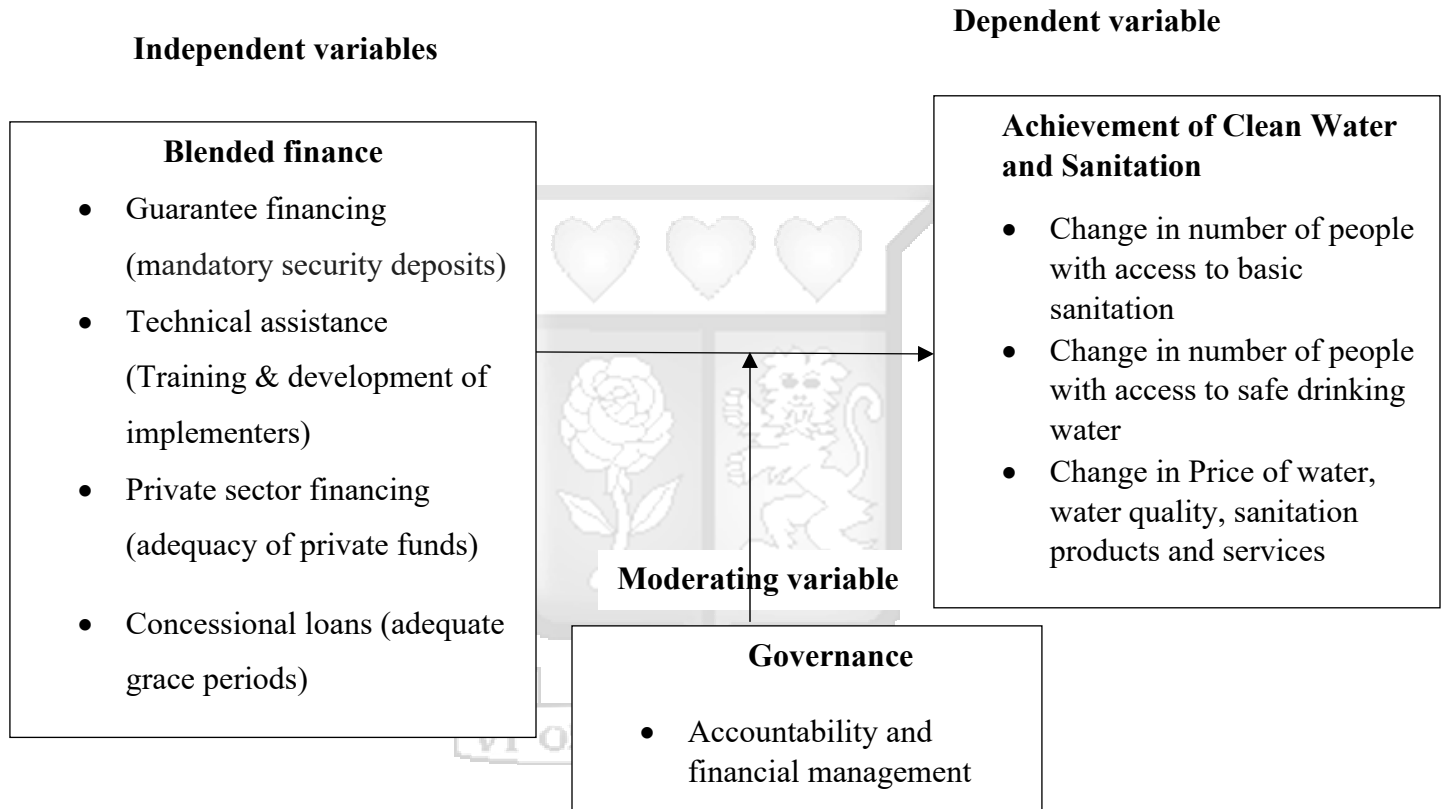 Dependent variable
Independent variables
Blended finance
• Guarantee financing
(mandatory security deposits)
• Technical assistance
(Training & development of
implementers)
• Private sector financing
(adequacy of private funds)
• Concessional loans (adequate
grace periods)
Achievement of Clean Water
and Sanitation
• Change in number of people
with access to basic
sanitation
• Change in number of people
with access to safe drinking
water
• Change in Price of water,
water quality, sanitation
products and services
Moderating variable
Governance
• Accountability and
financial management
VT